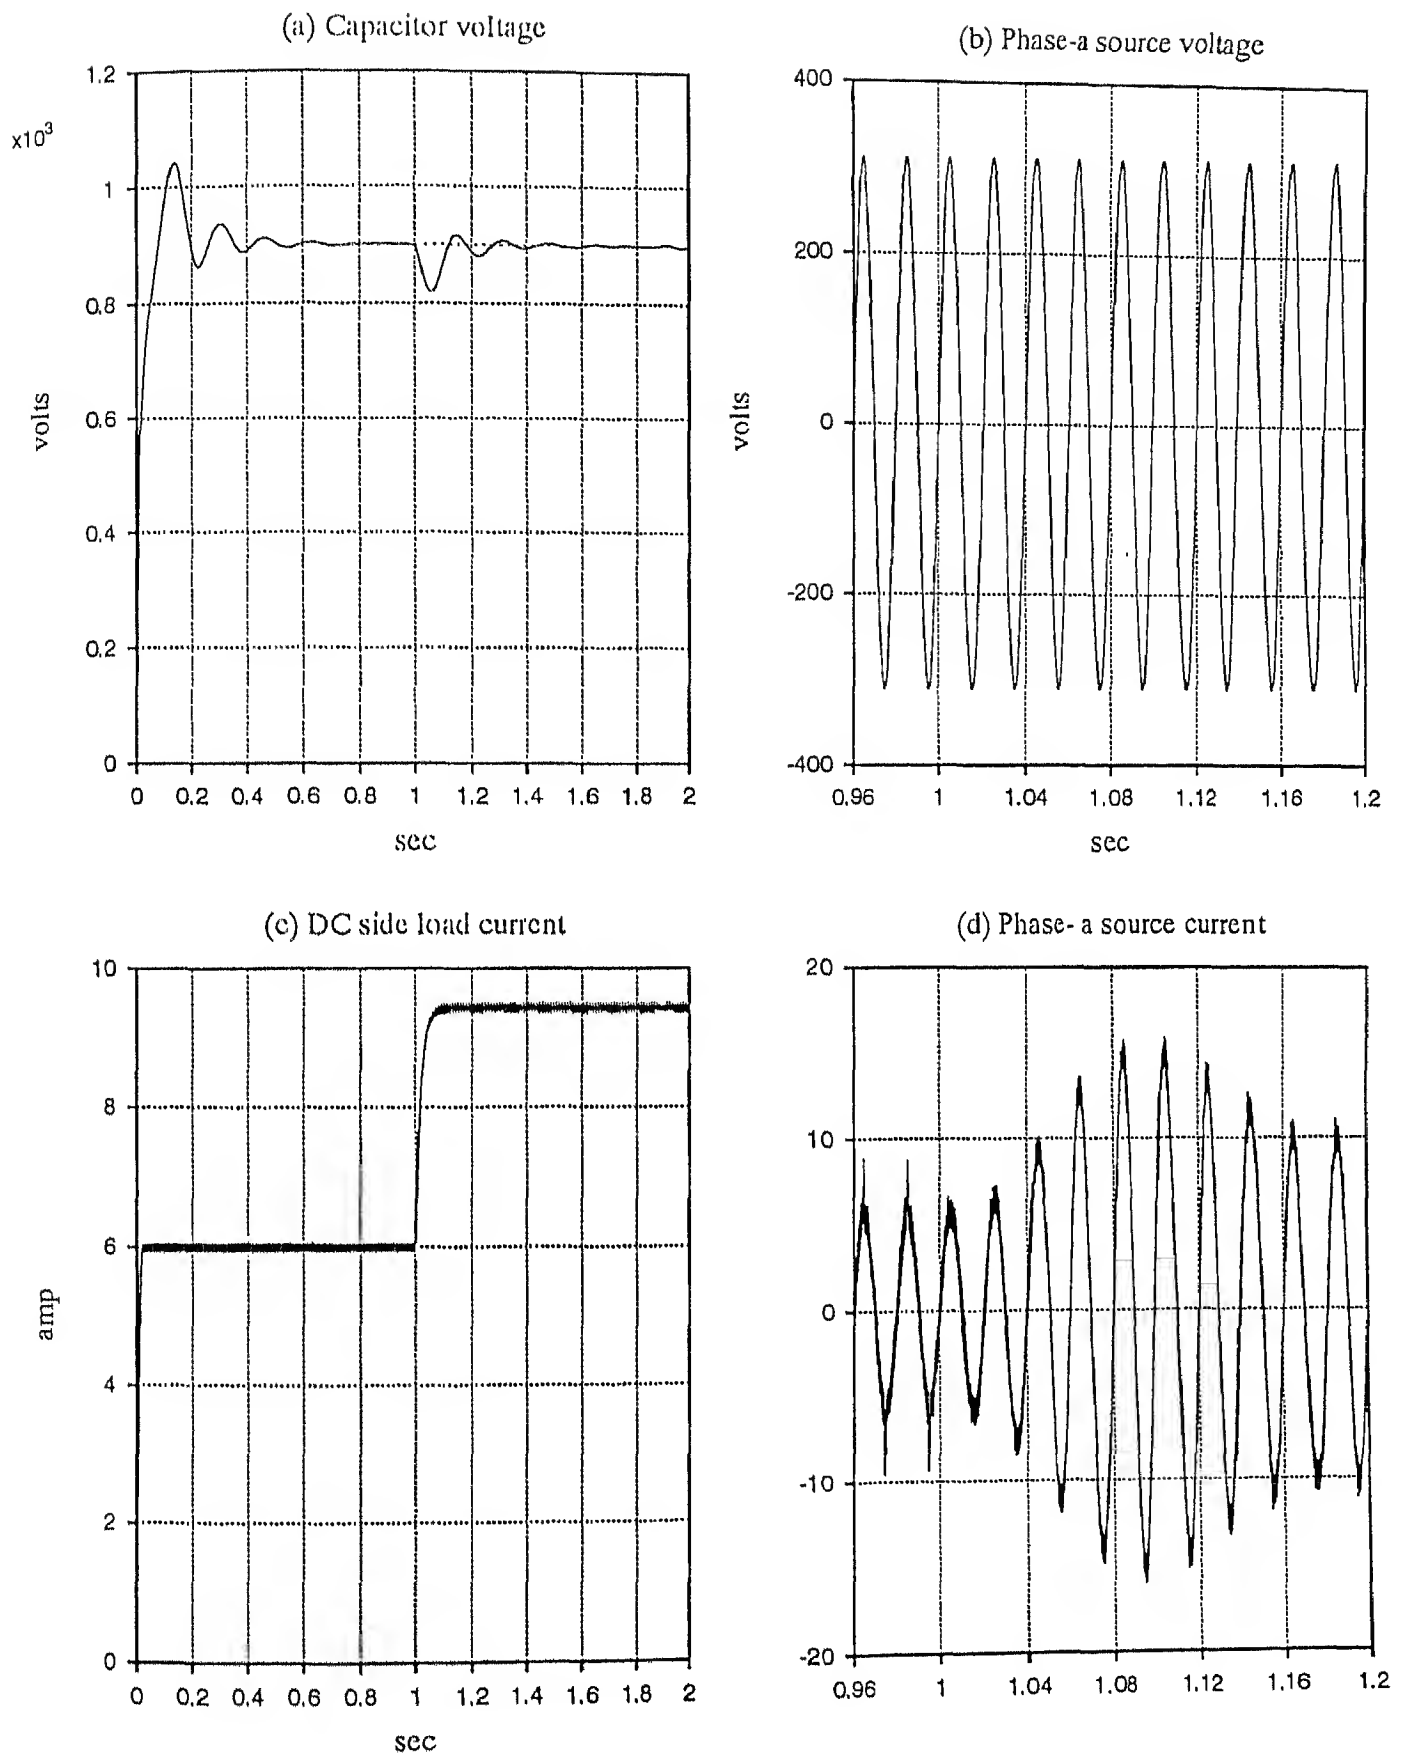 (a) Capacitor voltage
1.2
x10³
1
0.8
0.6
0.4
0.2
0
volts
0 0.2 0.4 0.6 0.8 1 1.2 1.4 1.6 1.8 2
sec
(b) Phase-a source voltage
400
200
0
-200
-400
volts
0.96 1 1.04 1.08 1.12 1.16 1.2
sec
(c) DC side load current
10
8
6
4
2
0
amp
0 0.2 0.4 0.6 0.8 1 1.2 1.4 1.6 1.8 2
sec
(d) Phase- a source current
20
10
0
-10
-20
0.96 1 1.04 1.08 1.12 1.16 1.2